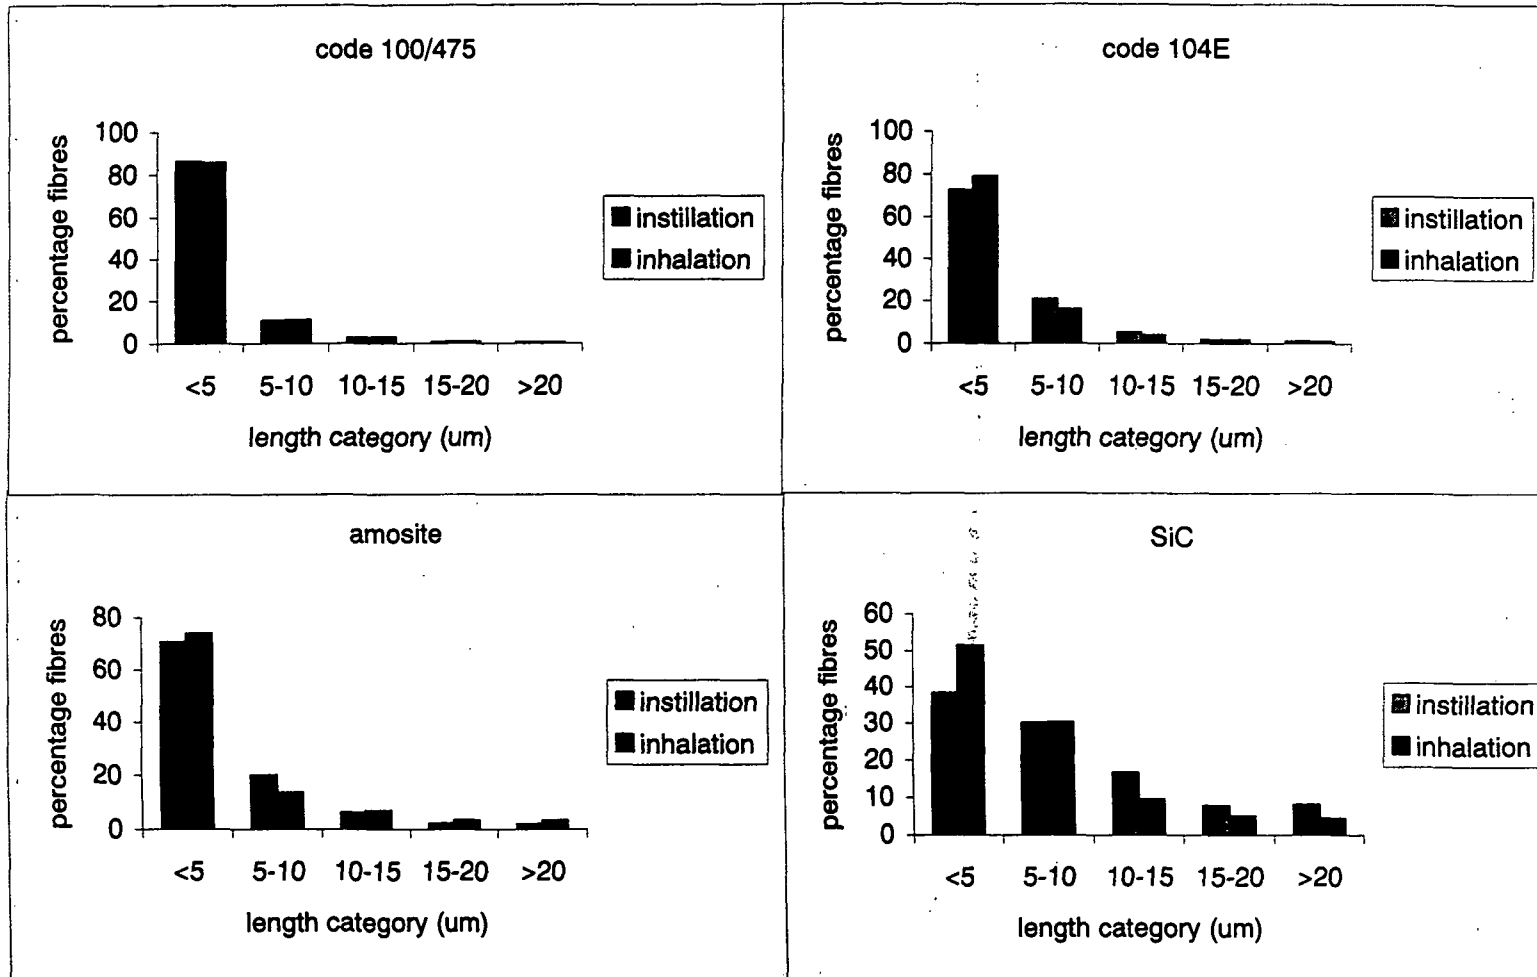 code 100/475
percentage fibres
100
80
60
40
20
0
<5 5-10 10-15 15-20 >20
length category (um)
instillation
inhalation
code 104E
percentage fibres
100
80
60
40
20
0
<5 5-10 10-15 15-20 >20
length category (um)
instillation
inhalation
amosite
percentage fibres
80
60
40
20
0
<5 5-10 10-15 15-20 >20
length category (um)
instillation
inhalation
SiC
percentage fibres
60
50
40
30
20
10
0
<5 5-10 10-15 15-20 >20
length category (um)
instillation
inhalation